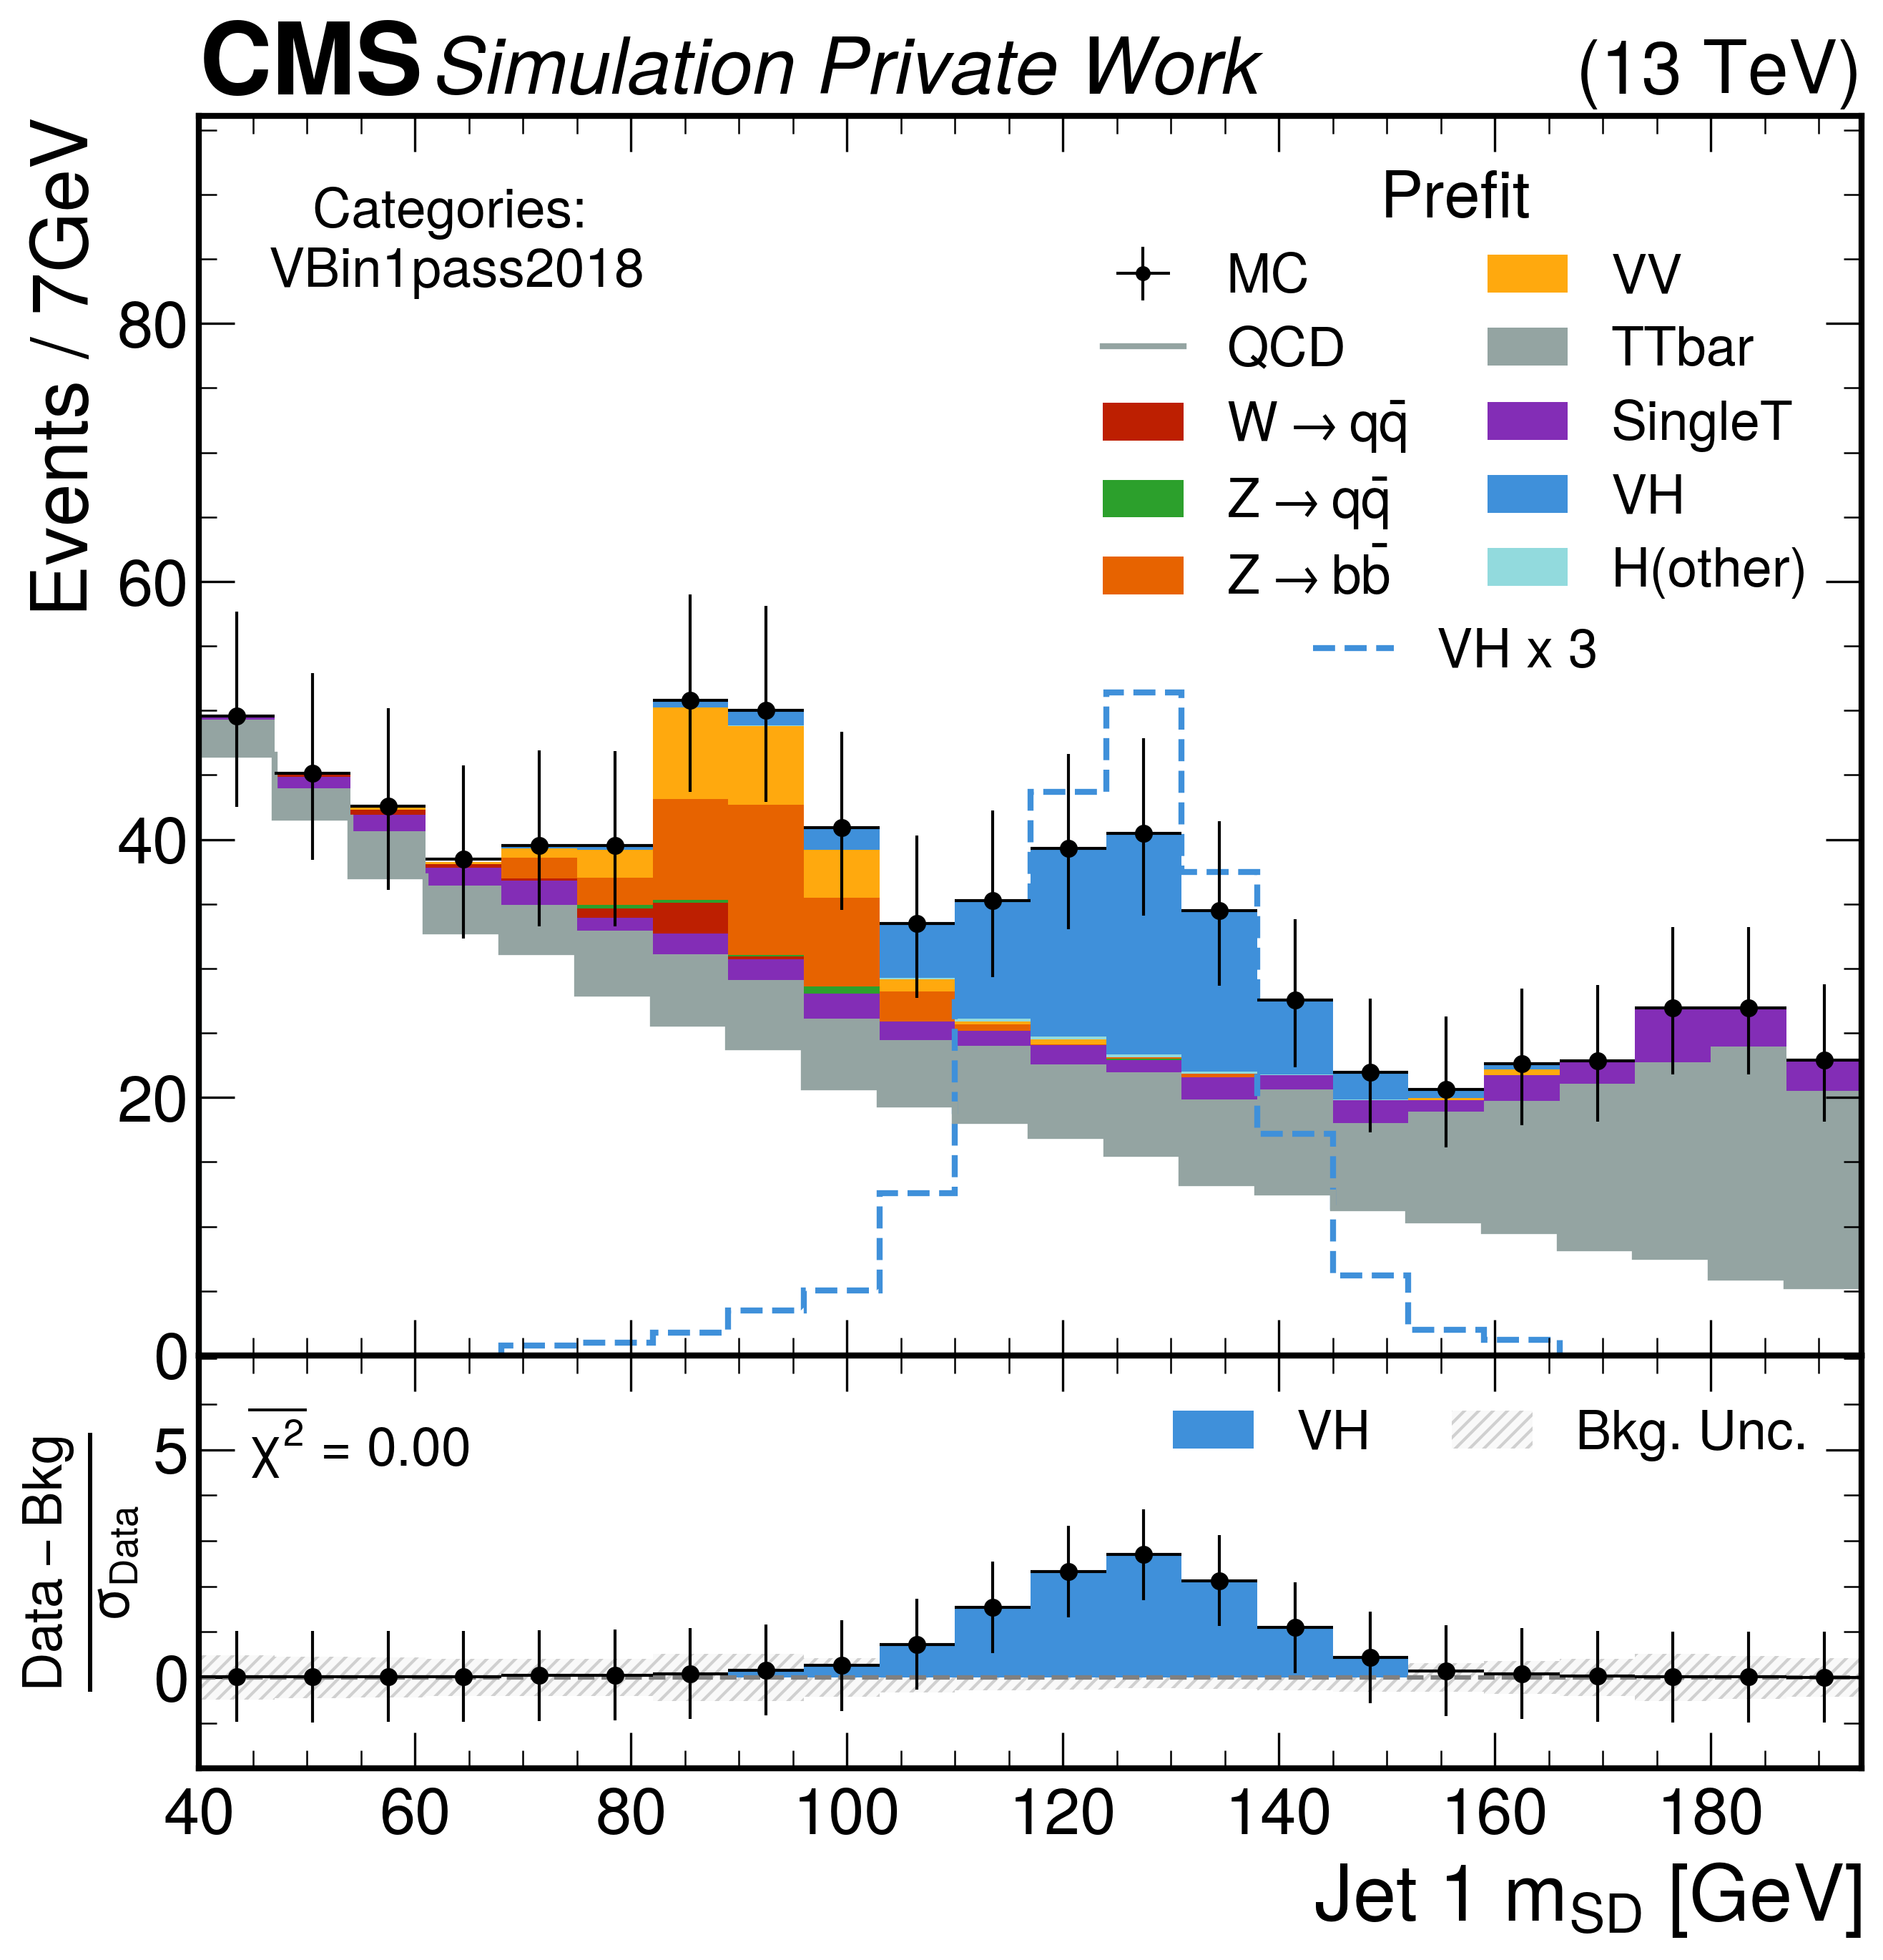 CMS Simulation Private Work (13 TeV)
Events / 7GeV
Categories:
VBin1pass2018
Prefit
MC
QCD
W → qq̄
Z → qq̄
Z → bb̄
VV
TTbar
SingleT
VH
H(other)
VH x 3
80
60
40
20
0
Data − Bkg
σData
χ² = 0.00
VH
Bkg. Unc.
5
0
40 60 80 100 120 140 160 180
Jet 1 mSD [GeV]